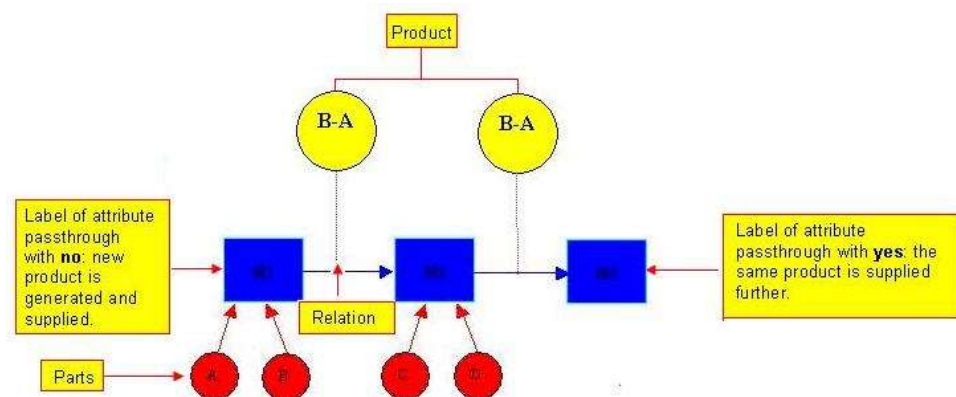 Product
B-A
B-A
Label of attribute
passthrough
with no: new
product is
generated and
supplied.
Label of attribute
passthrough with yes: the
same product is supplied
further.
Relation
Parts
A
B
C
D